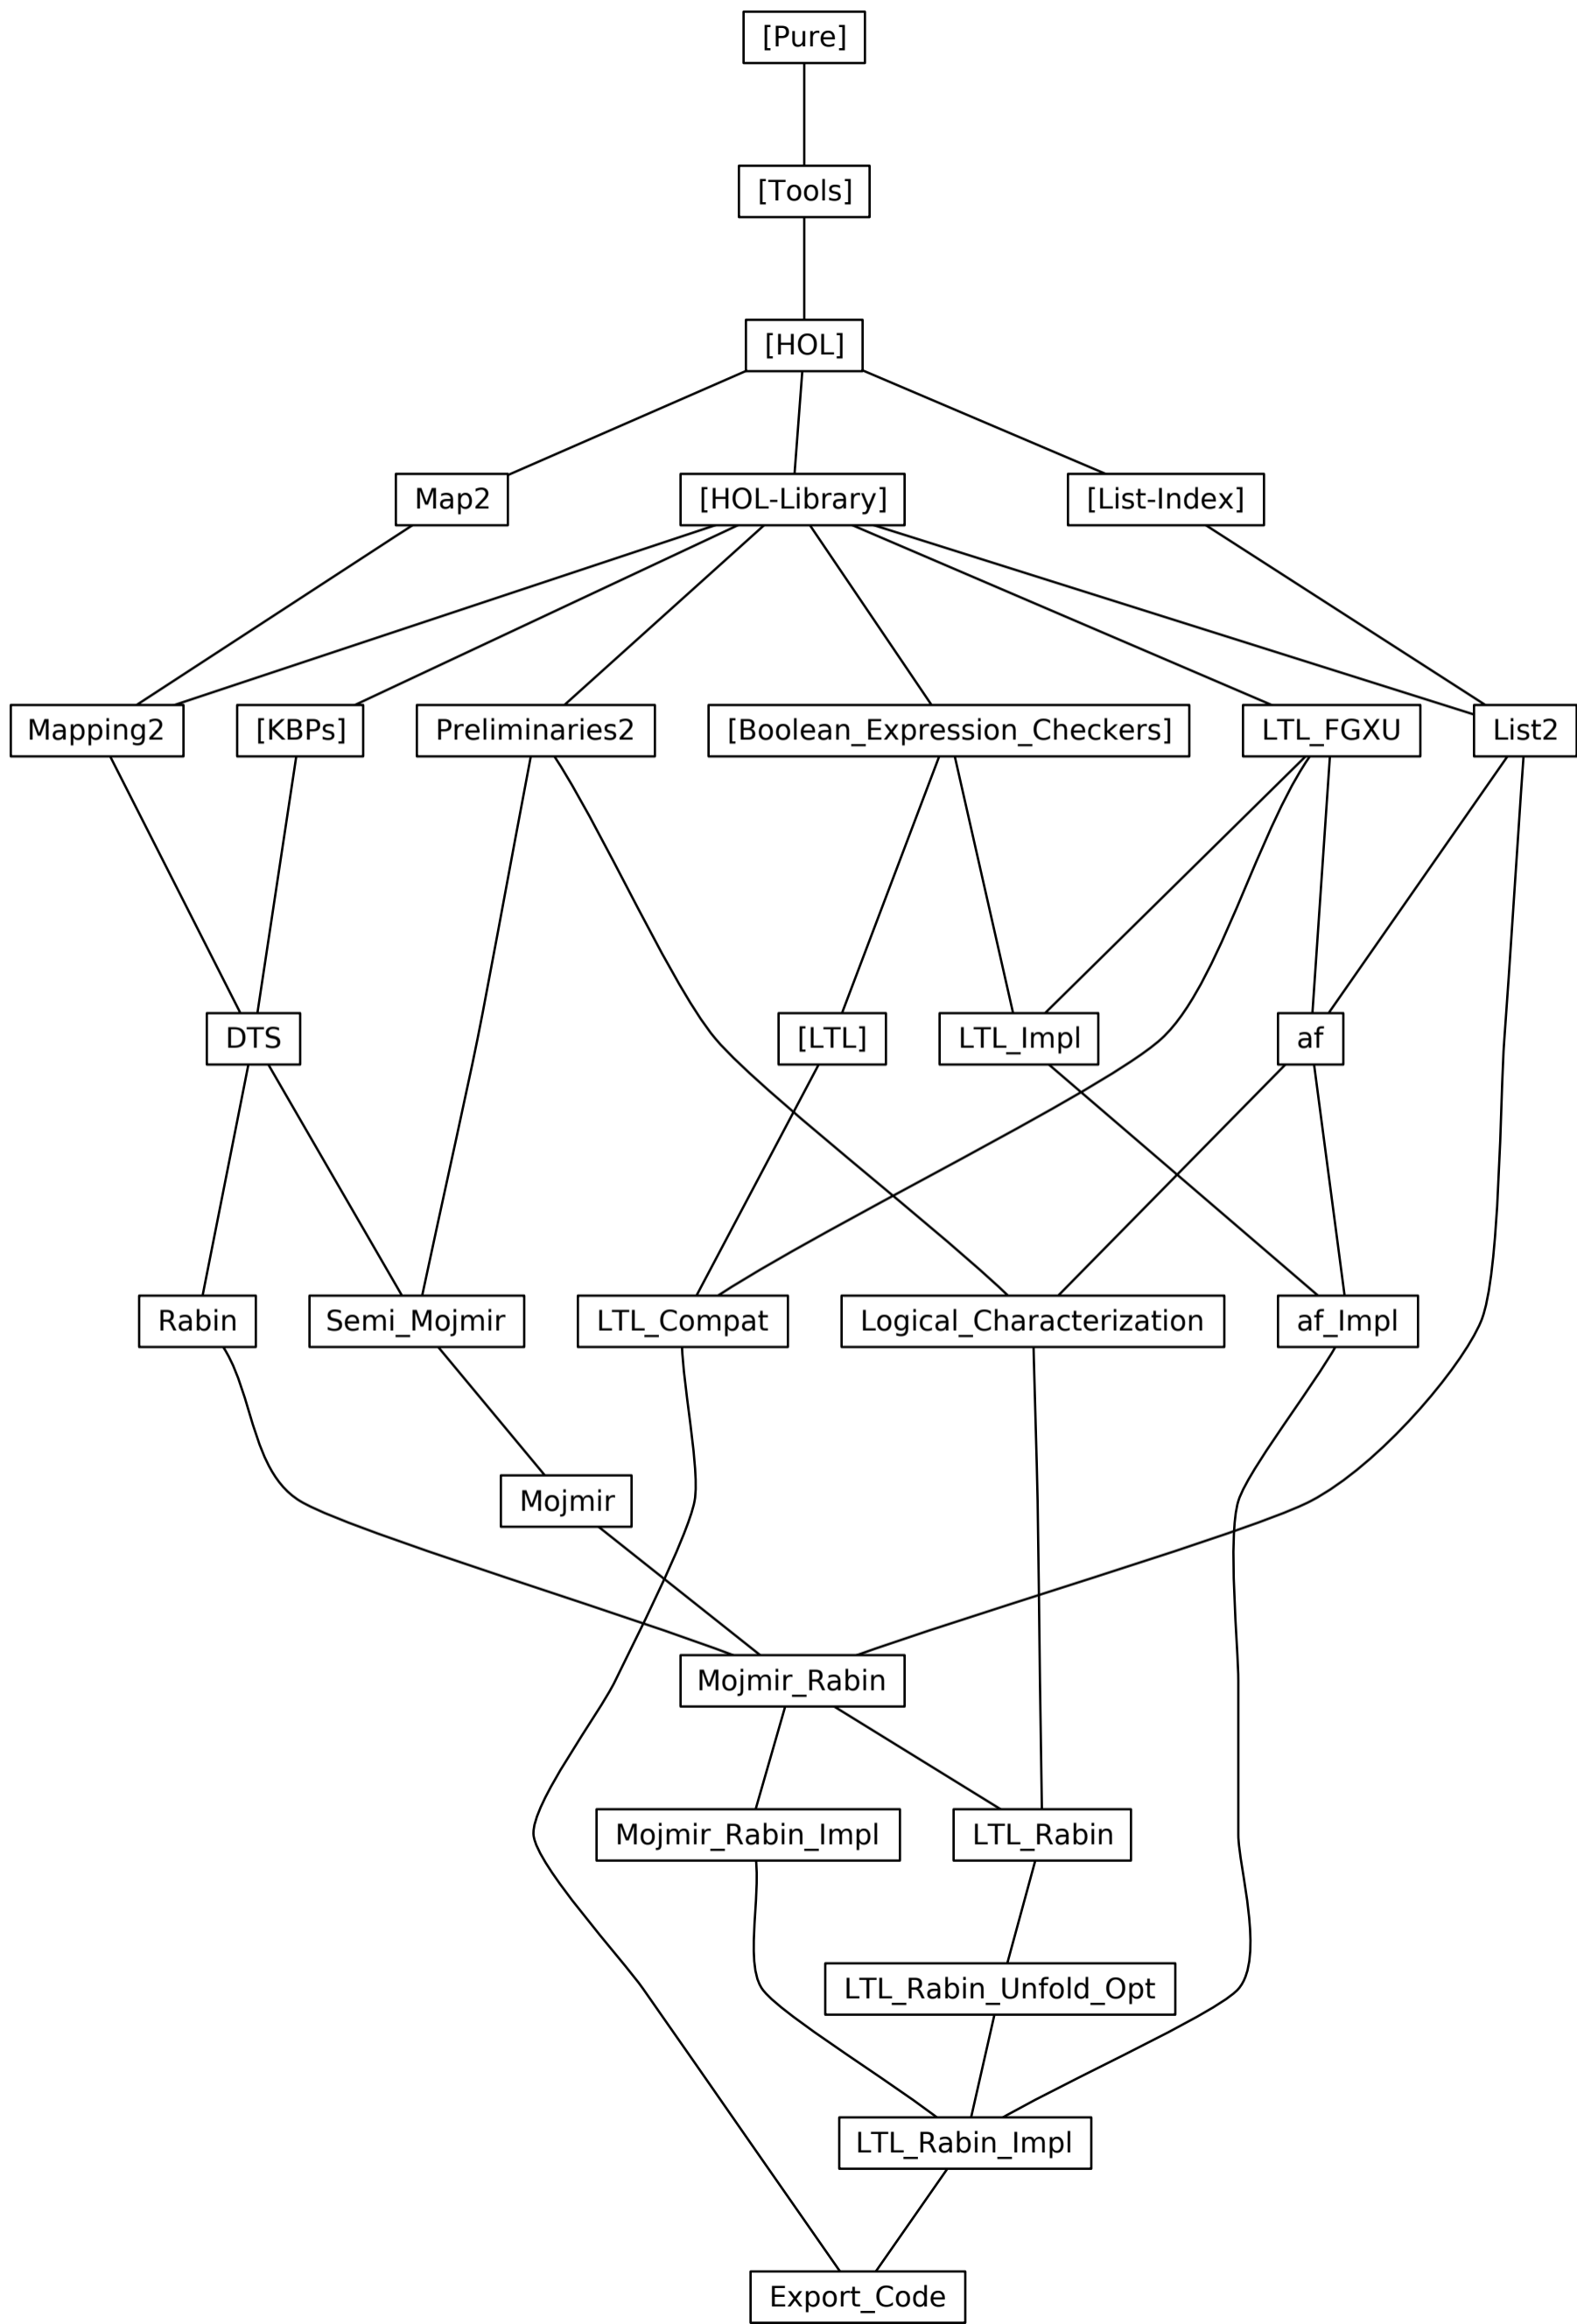 [Pure]
[Tools]
[HOL]
Map2
[HOL-Library]
[List-Index]
Mapping2
[KBPs]
Preliminaries2
[Boolean_Expression_Checkers]
LTL_FGXU
List2
DTS
[LTL]
LTL_Impl
af
Rabin
Semi_Mojmir
LTL_Compat
Logical_Characterization
af_Impl
Mojmir
Mojmir_Rabin
Mojmir_Rabin_Impl
LTL_Rabin
LTL_Rabin_Unfold_Opt
LTL_Rabin_Impl
Export_Code